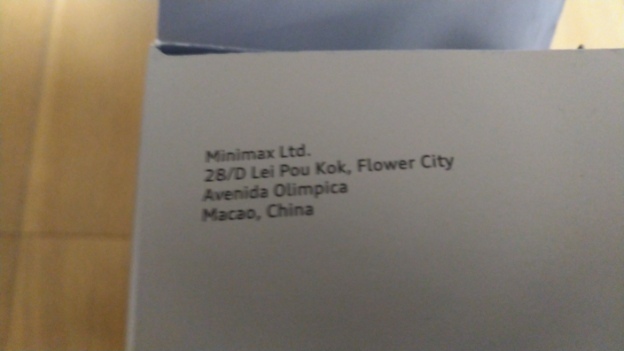 Minimax Ltd.
28/D Lei Pou Kok, Flower City
Avenida Olimpica
Macao, China